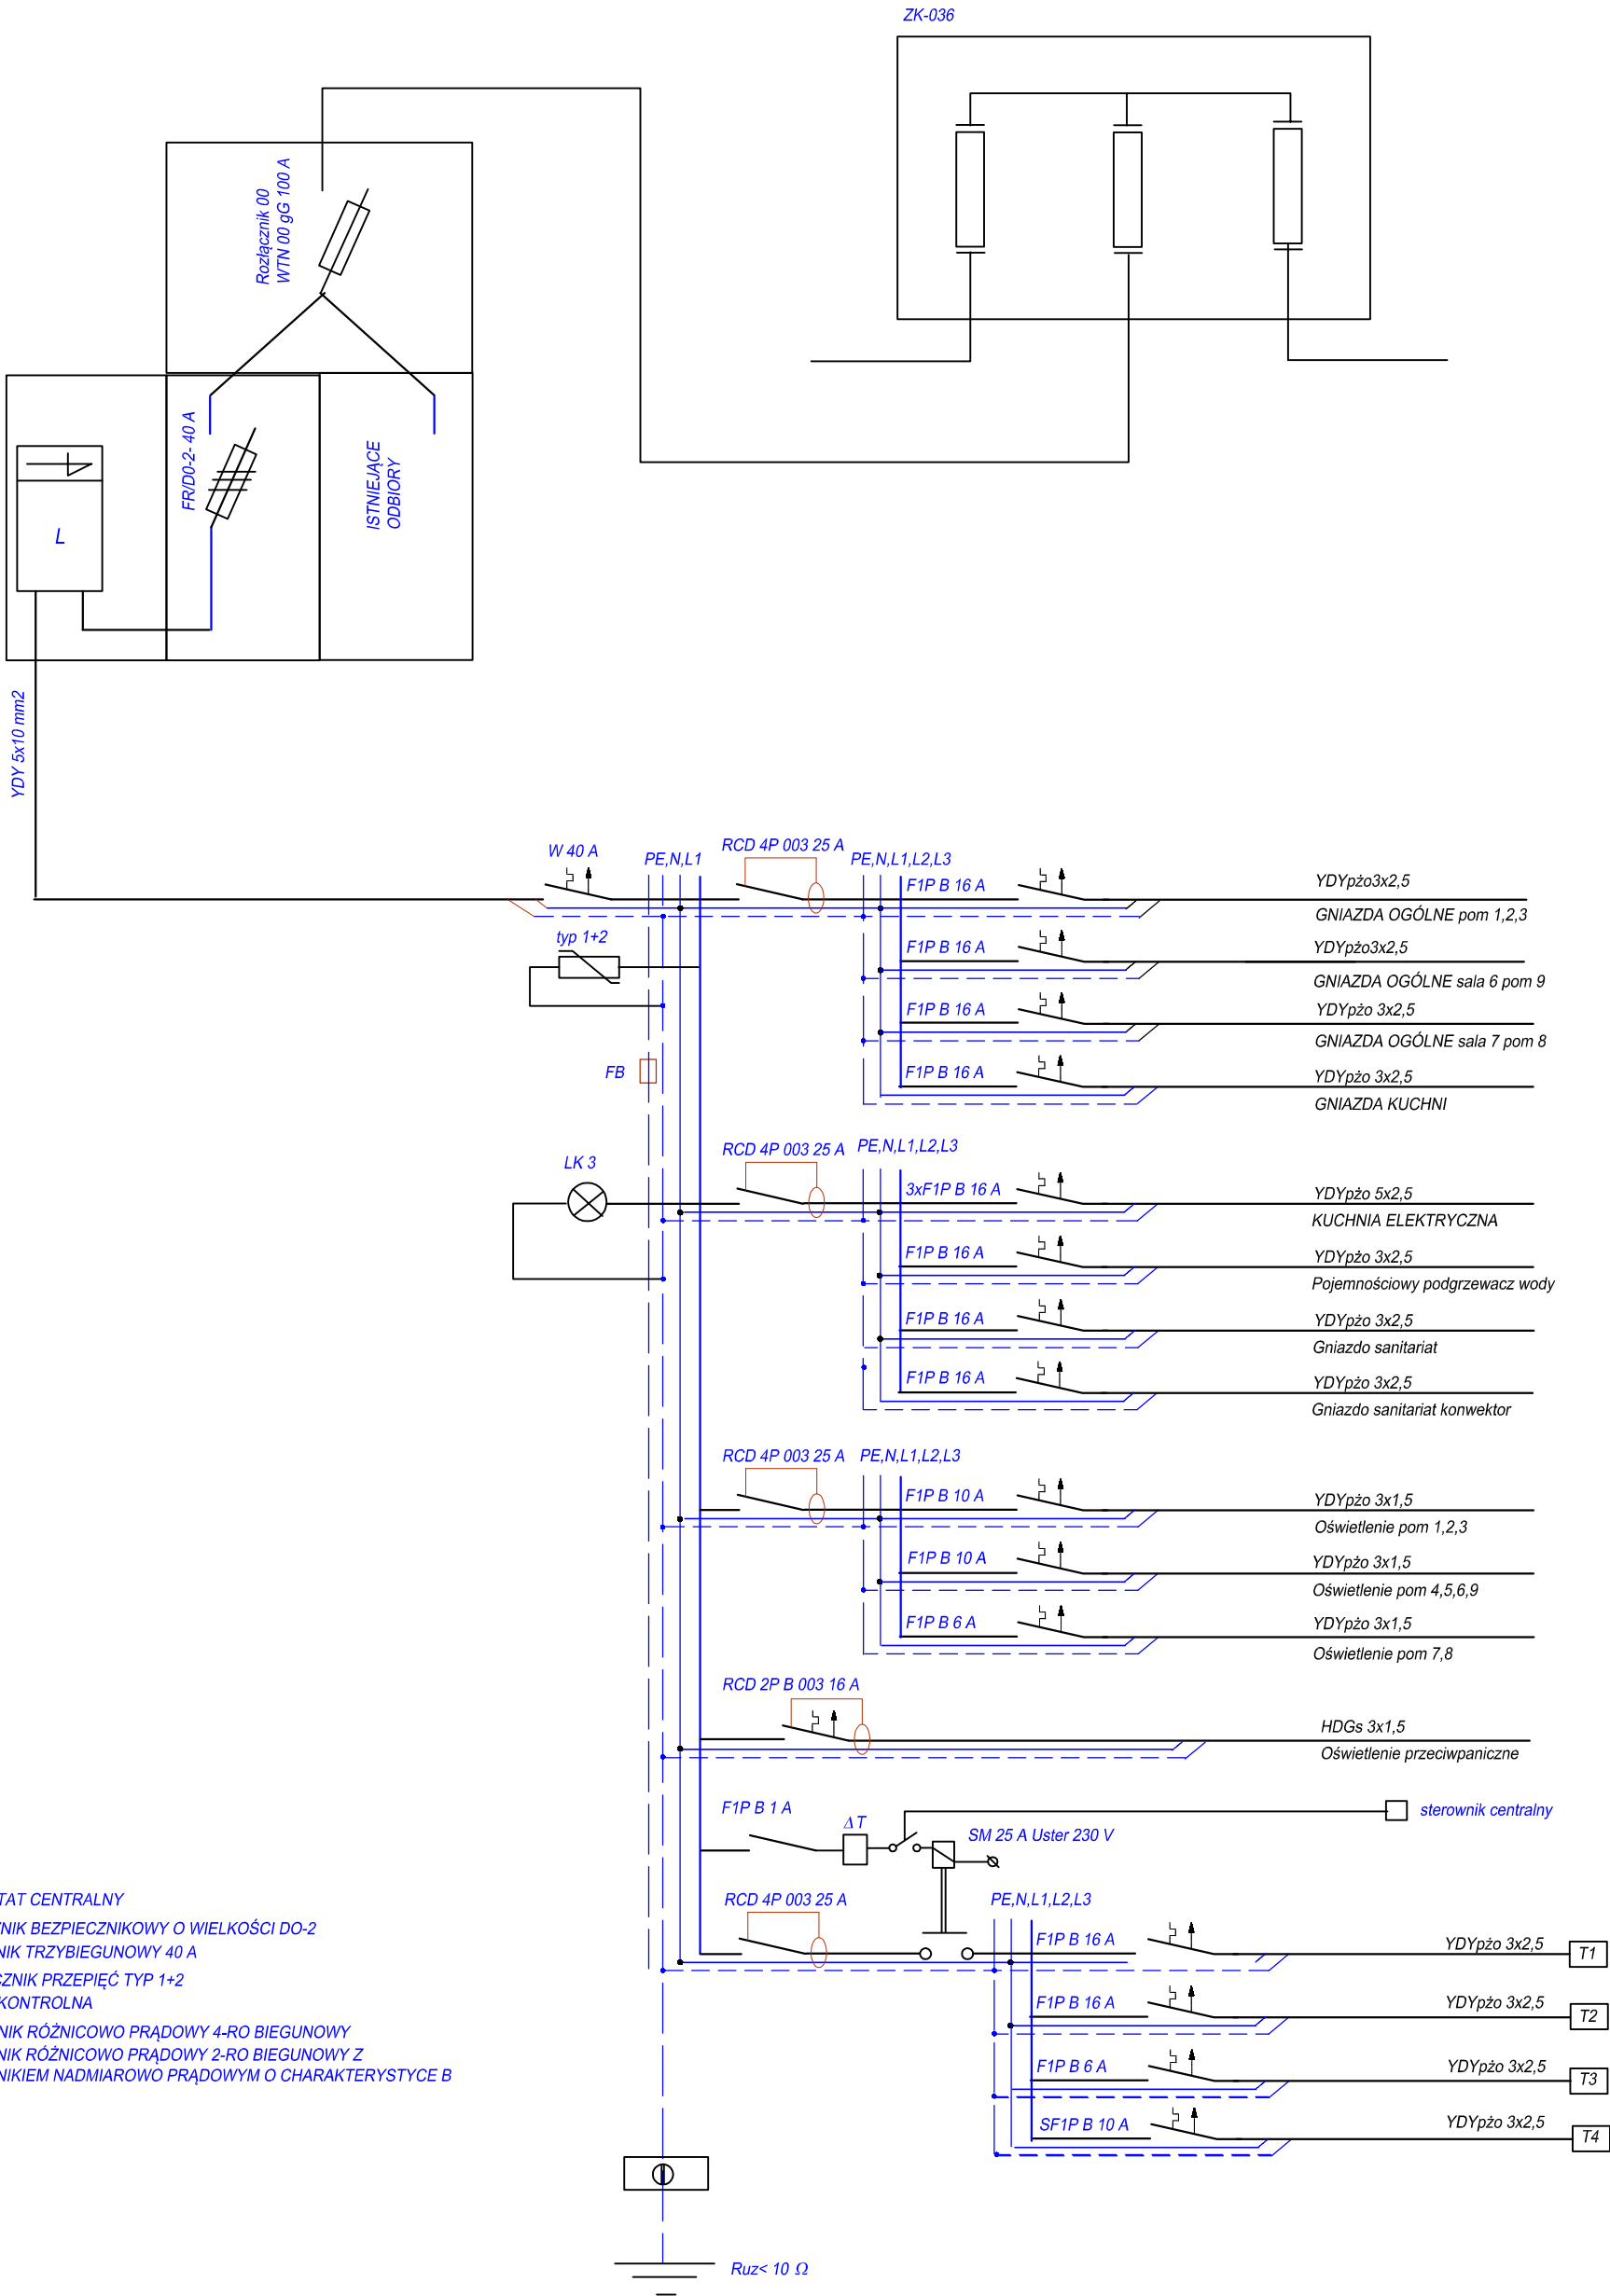 ZK-036
Rozłącznik 00
WTN 00 gG 100 A
FR/D0-2- 40 A
ISTNIEJĄCE
ODBIORY
L
YDY 5x10 mm2
W 40 A
PE,N,L1
RCD 4P 003 25 A
PE,N,L1,L2,L3
F1P B 16 A
YDYpżo3x2,5
GNIAZDA OGÓLNE pom 1,2,3
typ 1+2
F1P B 16 A
YDYpżo3x2,5
GNIAZDA OGÓLNE sala 6 pom 9
F1P B 16 A
YDYpżo 3x2,5
GNIAZDA OGÓLNE sala 7 pom 8
FB
F1P B 16 A
YDYpżo 3x2,5
GNIAZDA KUCHNI
LK 3
RCD 4P 003 25 A
PE,N,L1,L2,L3
3xF1P B 16 A
YDYpżo 5x2,5
KUCHNIA ELEKTRYCZNA
F1P B 16 A
YDYpżo 3x2,5
Pojemnościowy podgrzewacz wody
F1P B 16 A
YDYpżo 3x2,5
Gniazdo sanitariat
F1P B 16 A
YDYpżo 3x2,5
Gniazdo sanitariat konwektor
RCD 4P 003 25 A
PE,N,L1,L2,L3
F1P B 10 A
YDYpżo 3x1,5
Oświetlenie pom 1,2,3
F1P B 10 A
YDYpżo 3x1,5
Oświetlenie pom 4,5,6,9
F1P B 6 A
YDYpżo 3x1,5
Oświetlenie pom 7,8
RCD 2P B 003 16 A
HDGs 3x1,5
Oświetlenie przeciwpaniczne
F1P B 1 A
ΔT
SM 25 A Uster 230 V
sterownik centralny
RCD 4P 003 25 A
PE,N,L1,L2,L3
F1P B 16 A
YDYpżo 3x2,5
T1
F1P B 16 A
YDYpżo 3x2,5
T2
F1P B 6 A
YDYpżo 3x2,5
T3
SF1P B 10 A
YDYpżo 3x2,5
T4
TAT CENTRALNY
ZNIK BEZPIECZNIKOWY O WIELKOŚCI DO-2
NIK TRZYBIEGUNOWY 40 A
CZNIK PRZEPIĘĆ TYP 1+2
KONTROLNA
NIK RÓŻNICOWO PRĄDOWY 4-RO BIEGUNOWY
NIK RÓŻNICOWO PRĄDOWY 2-RO BIEGUNOWY Z
NIKIEM NADMIAROWO PRĄDOWYM O CHARAKTERYSTYCE B
Ruz< 10 Ω